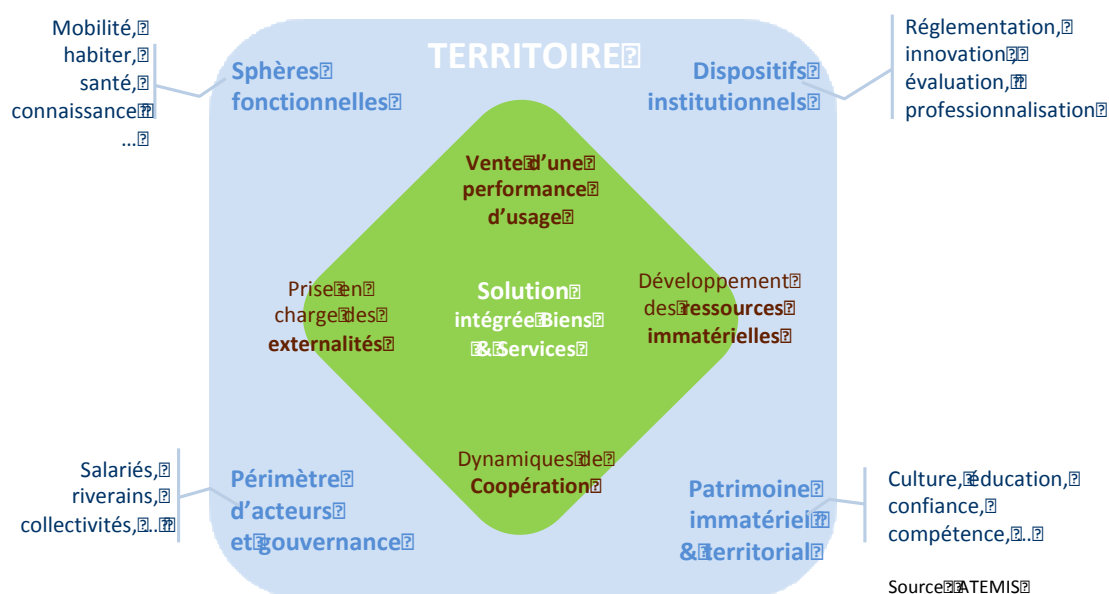 Mobilité,
habiter,
santé,
connaissance
...
Sphères
fonctionnelles
TERRITOIRE
Dispositifs
institutionnels
Réglementation,
innovation,
évaluation,
professionnalisation
Vente d’une
performance
d’usage
Prise en
charge des
externalités
Solution
intégrée Biens
& Services
Développement
des ressources
immatérielles
Dynamiques de
Coopération
Salariés,
riverains,
collectivités, ...
Périmètre
d’acteurs
et gouvernance
Patrimoine
immatériel
& territorial
Culture, éducation,
confiance,
compétence, ...
Source : ATEMIS